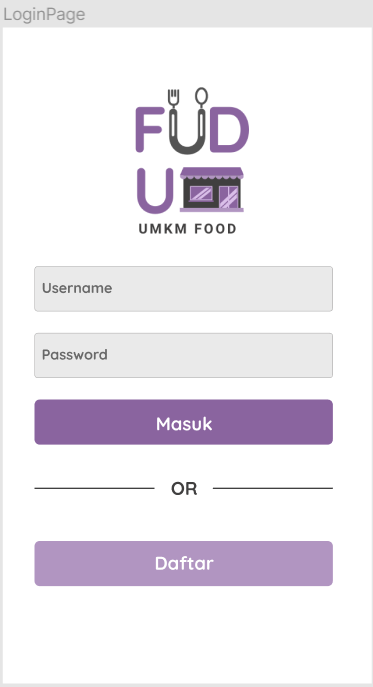 LoginPage
FUD
U
UMKM FOOD
Username
Password
Masuk
OR
Daftar